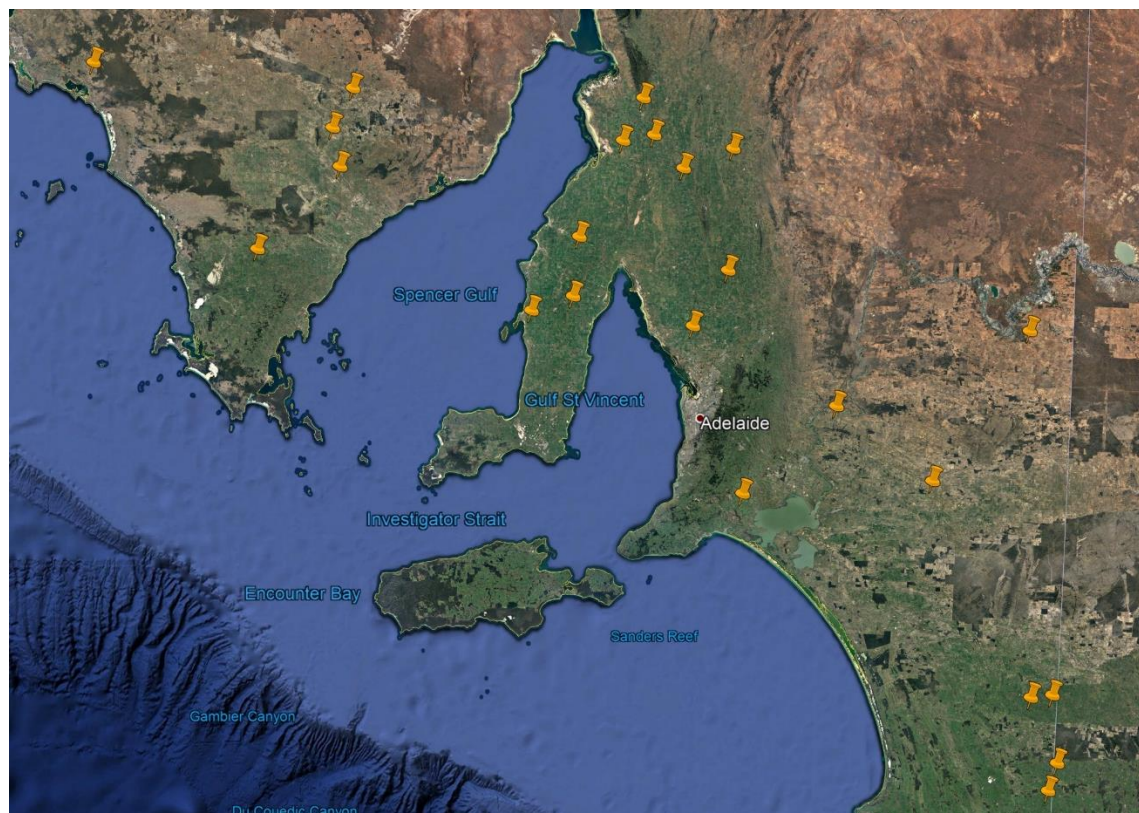 Spencer Gulf
Gulf St Vincent
Adelaide
Investigator Strait
Encounter Bay
Sanders Reef
Gambier Canyon
Du Couedic Canyon